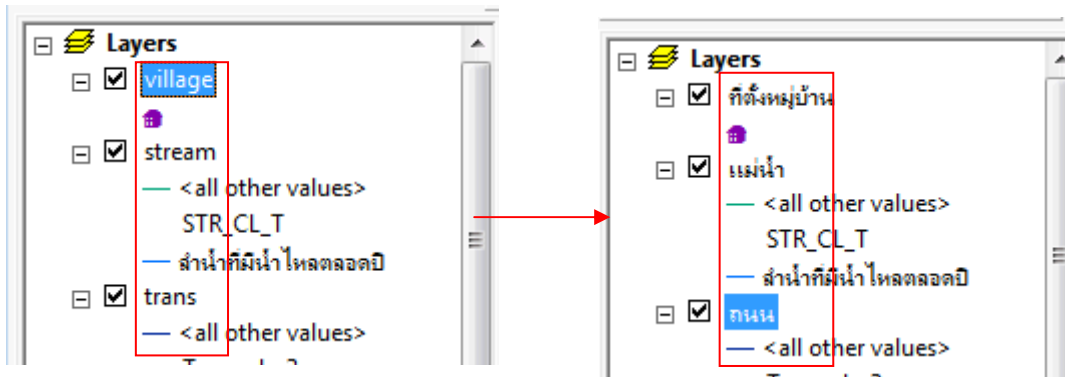 Layers
village
stream
<all other values>
STR_CL_T
ลำน้ำที่มีน้ำไหลตลอดปี
trans
<all other values>
Layers
ที่ตั้งหมู่บ้าน
แม่น้ำ
<all other values>
STR_CL_T
ลำน้ำที่มีน้ำไหลตลอดปี
ถนน
<all other values>